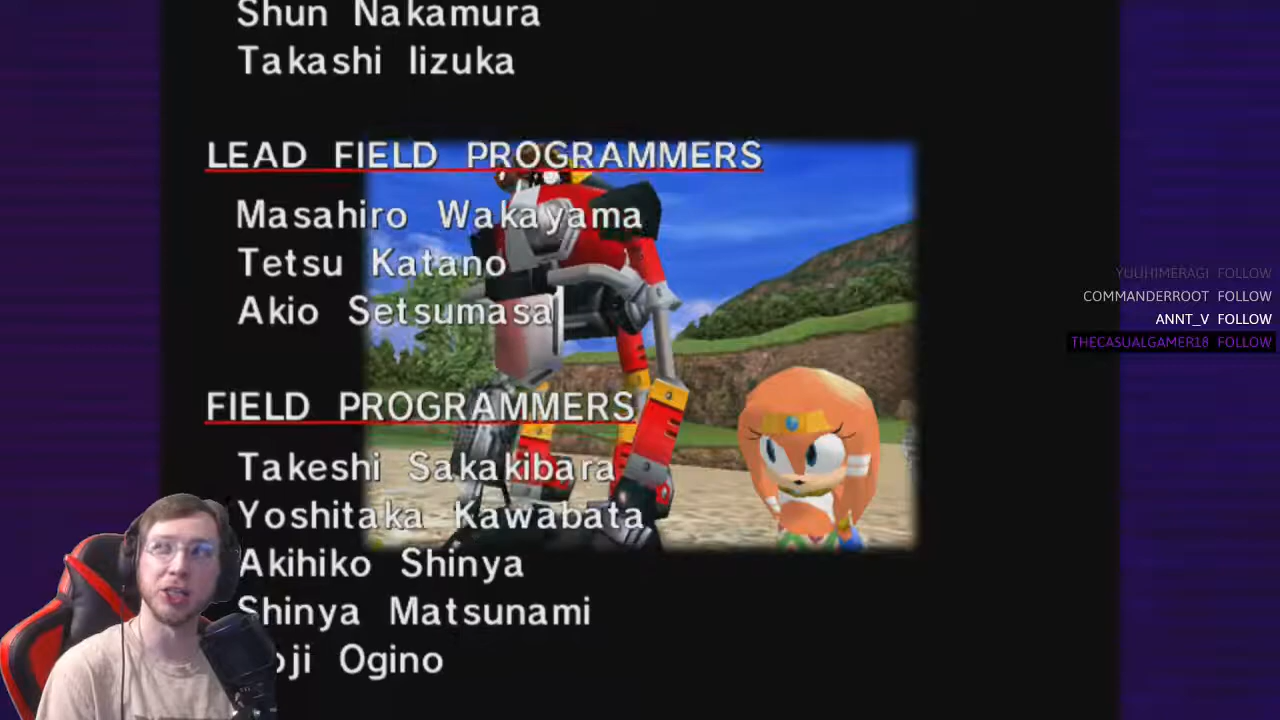 Shun Nakamura
Takashi Iizuka
LEAD FIELD PROGRAMMERS
Masahiro Wakayama
Tetsu Katano
Akio Setsumasa
FIELD PROGRAMMERS
Takeshi Sakakibara
Yoshitaka Kawabata
Akihiko Shinya
Shinya Matsunami
Ogino
YUUHIMERAGI FOLLOW
COMMANDERROOT FOLLOW
ANNT_V FOLLOW
THECASUALGAMER18 FOLLOW